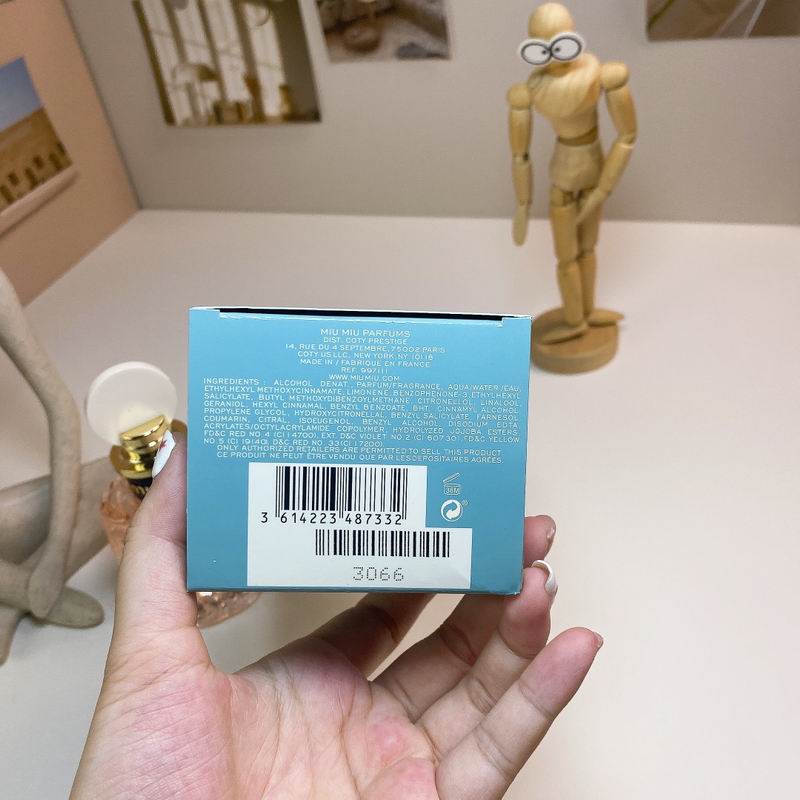 MIU MIU PARFUMS
DIST. COTY PRESTIGE
14, RUE DU 4 SEPTEMBRE, 75002 PARIS
COTY US LLC, NEW YORK, NY 10118
MADE IN / FABRIQUÉ EN FRANCE
REF. 997111
WWW.MIUMIU.COM
INGREDIENTS : ALCOHOL DENAT., PARFUM/FRAGRANCE, AQUA/WATER/EAU,
ETHYLHEXYL METHOXYCINNAMATE, LIMONENE, BENZOPHENONE-3, ETHYLHEXYL
SALICYLATE, BUTYL METHOXYDIBENZOYLMETHANE, CITRONELLOL, LINALOOL,
GERANIOL, HEXYL CINNAMAL, BENZYL BENZOATE, BHT, CINNAMYL ALCOHOL,
PROPYLENE GLYCOL, HYDROXYCITRONELLAL, BENZYL SALICYLATE, FARNESOL,
COUMARIN, CITRAL, ISOEUGENOL, BENZYL ALCOHOL, DISODIUM EDTA,
ACRYLATES/OCTYLACRYLAMIDE COPOLYMER, HYDROLYZED JOJOBA ESTERS,
FD&C RED NO. 4 (CI 14700), EXT. D&C VIOLET NO. 2 (CI 60730), FD&C YELLOW
NO. 5 (CI 19140), D&C RED NO. 33 (CI 17200).
ONLY AUTHORIZED RETAILERS ARE PERMITTED TO SELL THIS PRODUCT
CE PRODUIT NE PEUT ÊTRE VENDU QUE PAR LES DÉPOSITAIRES AGRÉÉS.
36M
3 614223 487332
3066